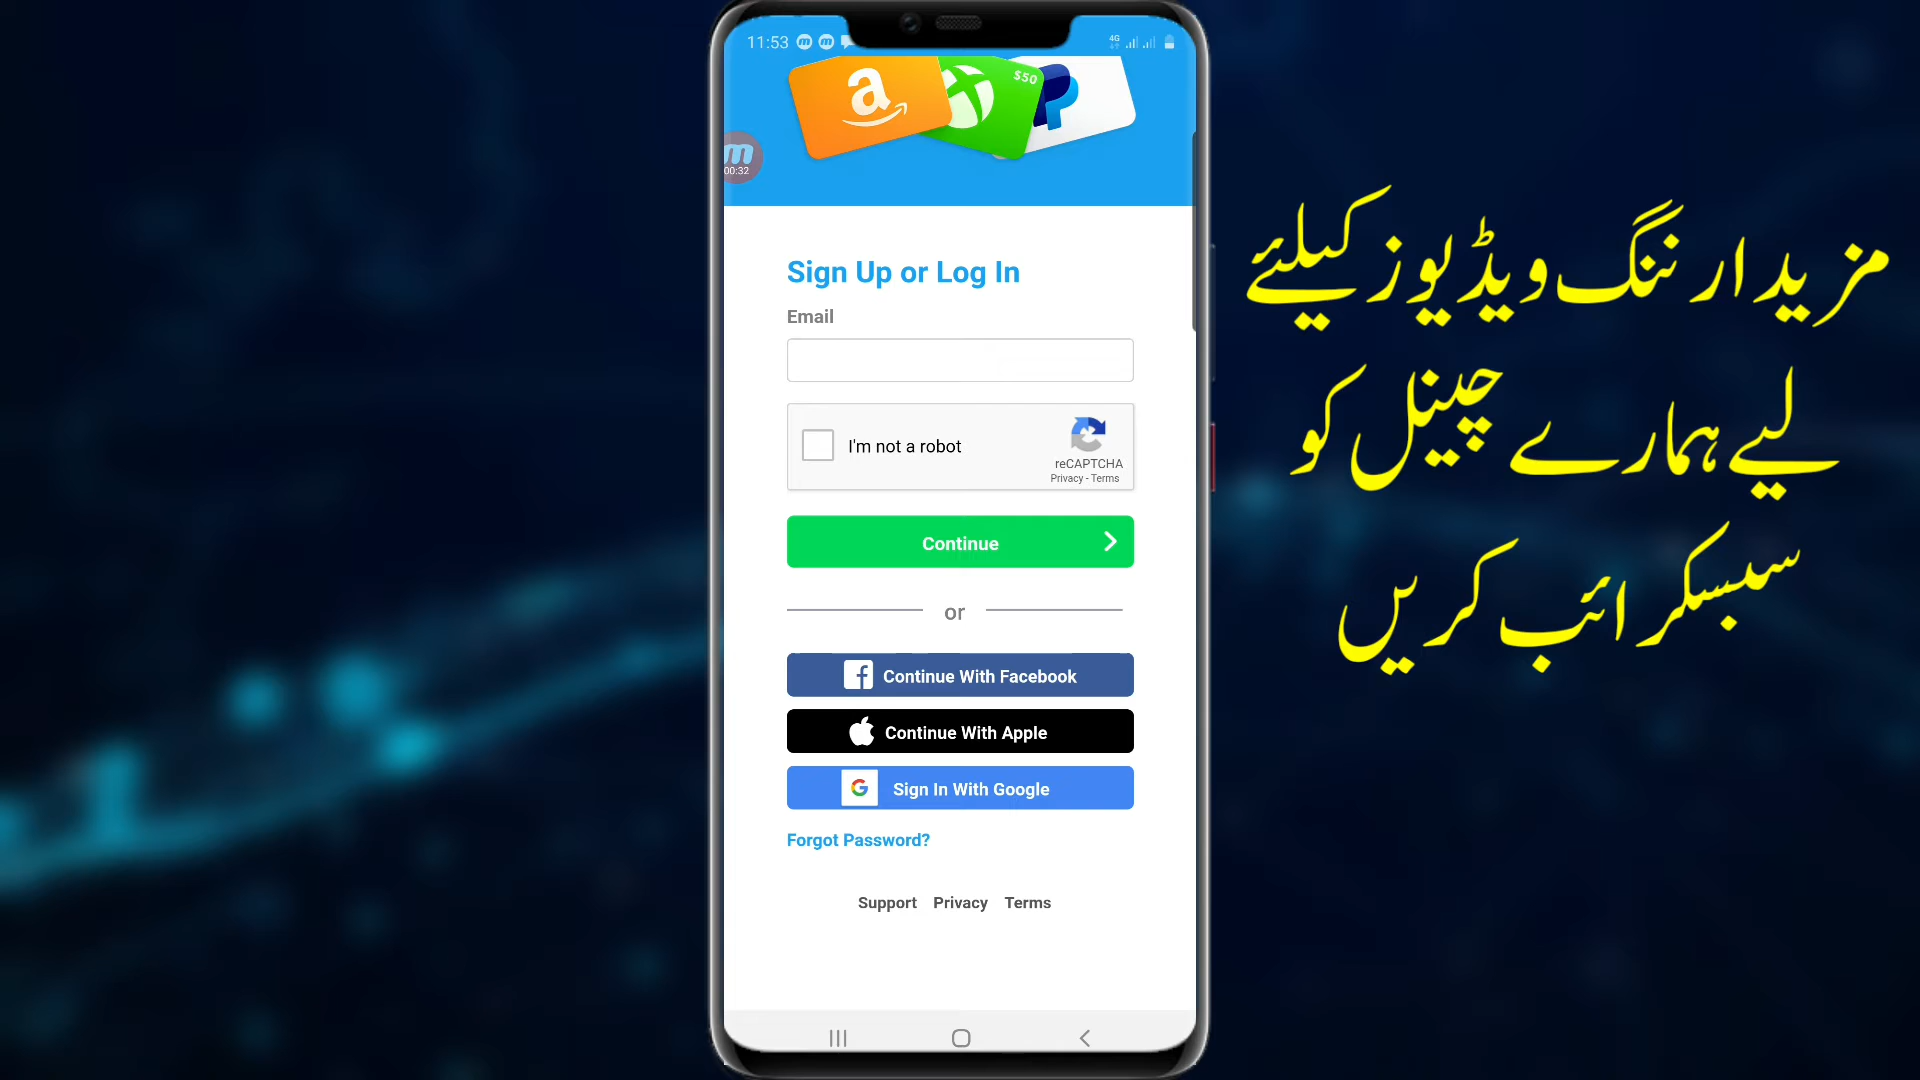 11:53
4G
$50
m
00:32
Sign Up or Log In
Email
I'm not a robot
reCAPTCHA
Privacy - Terms
Continue
or
Continue With Facebook
Continue With Apple
Sign In With Google
Forgot Password?
Support Privacy Terms
مزید ارننگ ویڈیوز کیلئے
لیے ہمارے چینل کو
سبسکرائب کریں